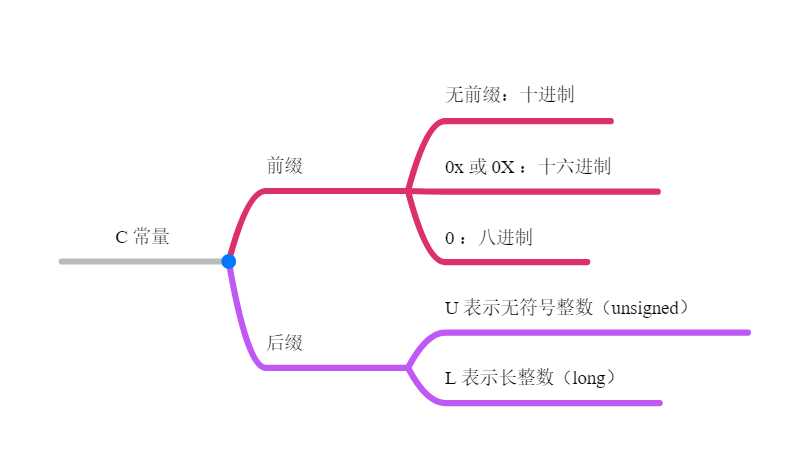 无前缀：十进制
前缀
0x 或 0X ：十六进制
C 常量
0 ：八进制
U 表示无符号整数（unsigned）
后缀
L 表示长整数（long）